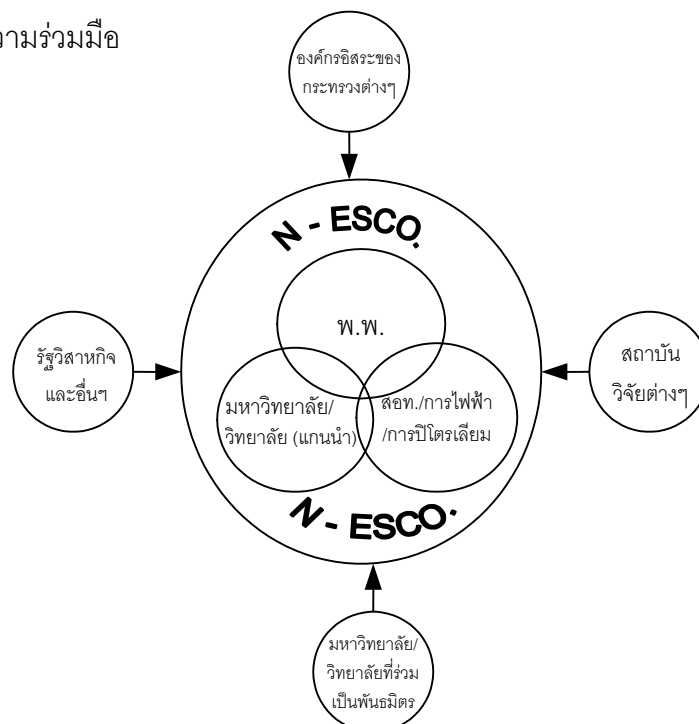 วามร่วมมือ
องค์กรอิสระของ
กระทรวงต่างๆ
N - ESCO.
พ.พ.
รัฐวิสาหกิจ
และอื่นๆ
สถาบัน
วิจัยต่างๆ
มหาวิทยาลัย/
วิทยาลัย (แกนนำ)
สอท./การไฟฟ้า
/การปิโตรเลียม
N - ESCO.
มหาวิทยาลัย/
วิทยาลัยที่ร่วม
เป็นพันธมิตร